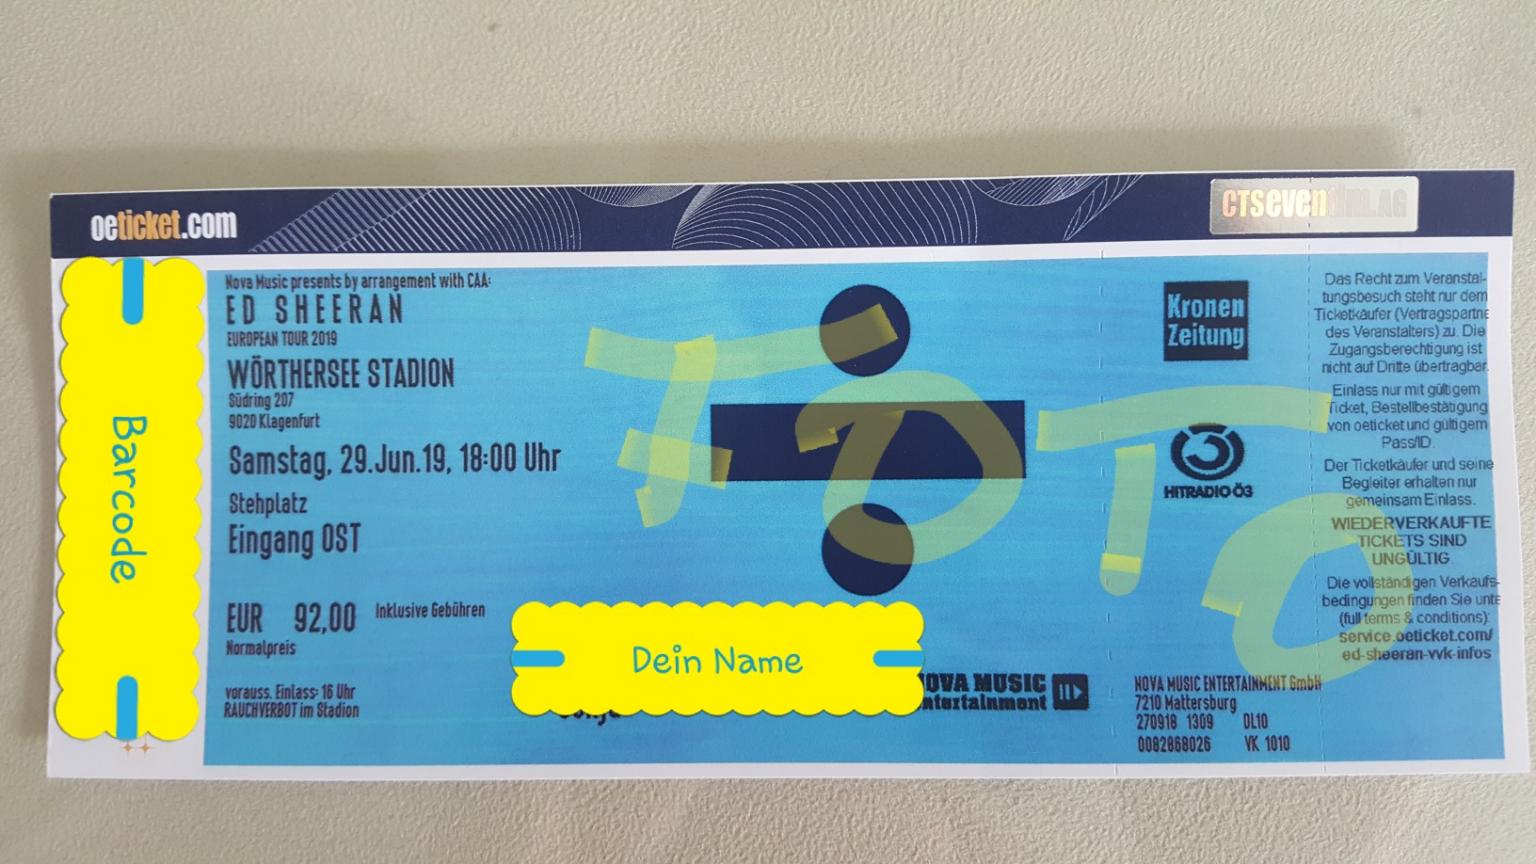 oeticket.com
CTSeventim.AG
Barcode
Nova Music presents by arrangement with CAA:
ED SHEERAN
EUROPEAN TOUR 2019
WÖRTHERSEE STADION
Südring 207
9020 Klagenfurt
Samstag, 29.Jun.19, 18:00 Uhr
Stehplatz
Eingang OST
EUR 92,00 Inklusive Gebühren
Normalpreis
vorauss. Einlass: 16 Uhr
RAUCHVERBOT im Stadion
Dein Name
OVA MUSIC
ntertainment
FOTO
Kronen
Zeitung
HITRADIO Ö3
NOVA MUSIC ENTERTAINMENT GmbH
7210 Mattersburg
270918 1309 DL10
0082868026 VK 1010
Das Recht zum Veranstal-
tungsbesuch steht nur dem
Ticketkäufer (Vertragspartne
des Veranstalters) zu. Die
Zugangsberechtigung ist
nicht auf Dritte übertragbar.
Einlass nur mit gültigem
Ticket, Bestellbestätigung
von oeticket und gültigem
Pass/ID.
Der Ticketkäufer und seine
Begleiter erhalten nur
gemeinsam Einlass.
WIEDERVERKAUFTE
TICKETS SIND
UNGÜLTIG.
Die vollständigen Verkaufs-
bedingungen finden Sie unte
(full terms & conditions):
service.oeticket.com/
ed-sheeran-vvk-infos